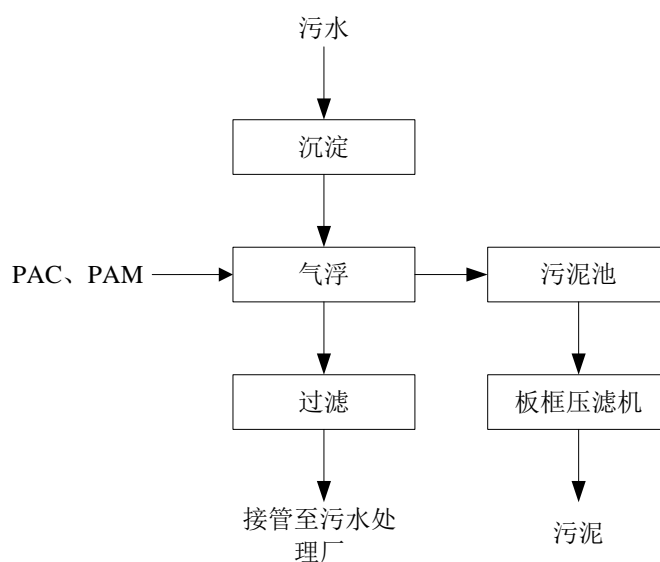 污水
沉淀
PAC、PAM
气浮
污泥池
过滤
板框压滤机
接管至污水处
理厂
污泥